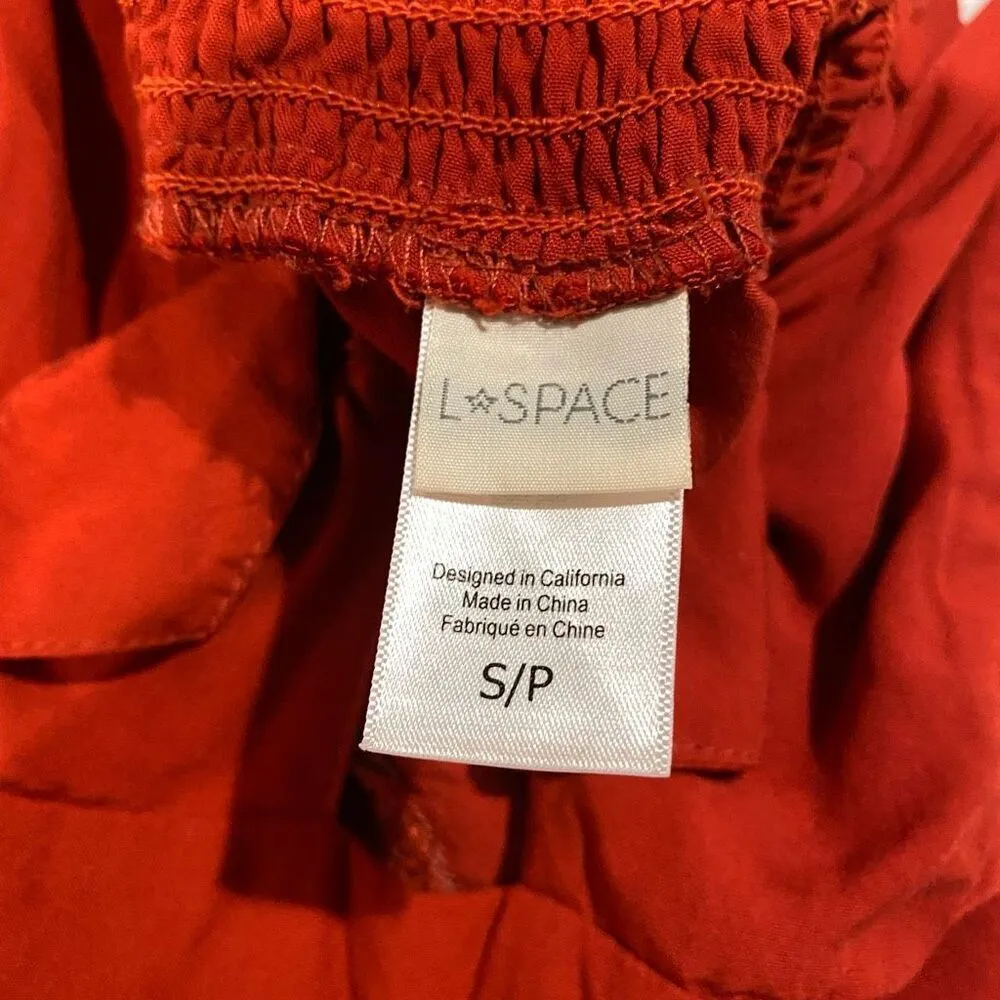 L☆SPACE
Designed in California
Made in China
Fabriqué en Chine
S/P